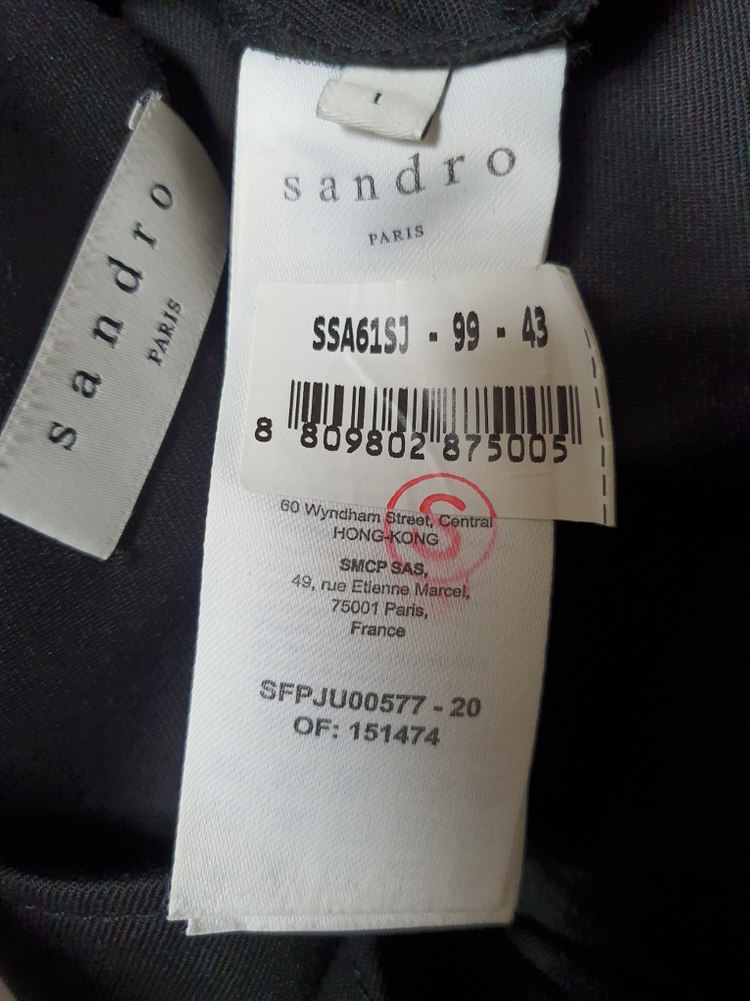 sandro
PARIS
1
sandro
PARIS
SSA61SJ - 99 - 43
8 809802 875005
S
60 Wyndham Street, Central
HONG-KONG
SMCP SAS,
49, rue Etienne Marcel,
75001 Paris,
France
SFPJU00577 - 20
OF: 151474